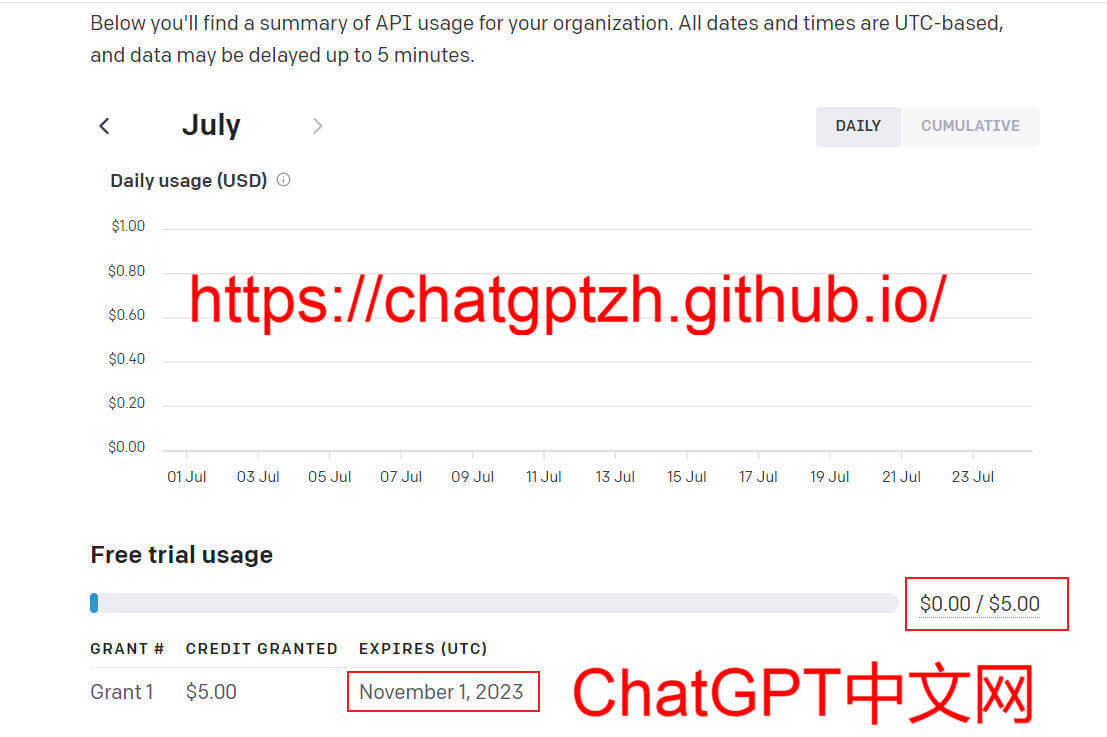 Below you'll find a summary of API usage for your organization. All dates and times are UTC-based,
and data may be delayed up to 5 minutes.
July
DAILY CUMULATIVE
Daily usage (USD)
$1.00
$0.80
https://chatgptzh.github.io/
$0.60
$0.40
$0.20
$0.00
01 Jul 03 Jul 05 Jul 07 Jul 09 Jul 11 Jul 13 Jul 15 Jul 17 Jul 19 Jul 21 Jul 23 Jul
Free trial usage
$0.00 / $5.00
GRANT # CREDIT GRANTED EXPIRES (UTC)
Grant 1 $5.00 November 1, 2023
ChatGPT中文网